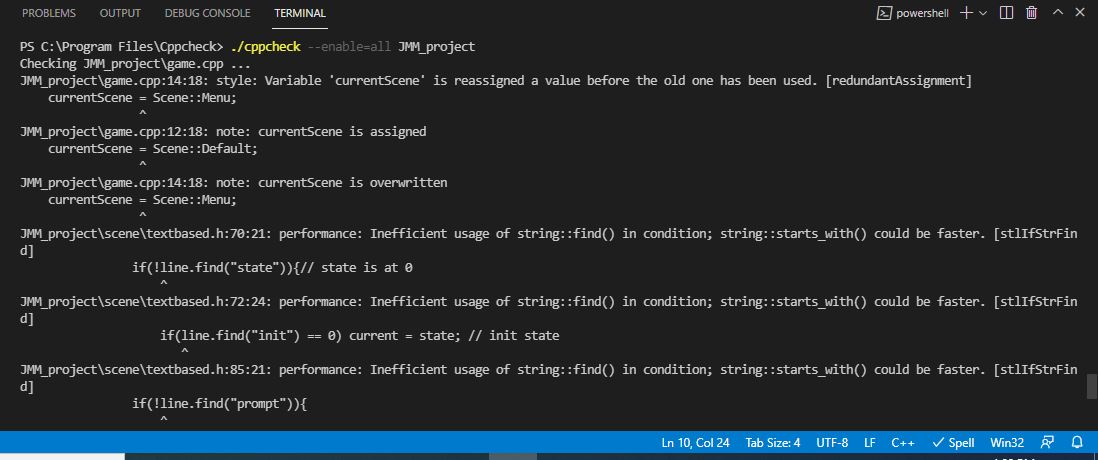 PROBLEMS OUTPUT DEBUG CONSOLE TERMINAL powershell
PS C:\Program Files\Cppcheck> ./cppcheck --enable=all JMM_project
Checking JMM_project\game.cpp ...
JMM_project\game.cpp:14:18: style: Variable 'currentScene' is reassigned a value before the old one has been used. [redundantAssignment]
    currentScene = Scene::Menu;
                 ^
JMM_project\game.cpp:12:18: note: currentScene is assigned
    currentScene = Scene::Default;
                 ^
JMM_project\game.cpp:14:18: note: currentScene is overwritten
    currentScene = Scene::Menu;
                 ^
JMM_project\scene\textbased.h:70:21: performance: Inefficient usage of string::find() in condition; string::starts_with() could be faster. [stlIfStrFin
d]
                if(!line.find("state")){// state is at 0
                    ^
JMM_project\scene\textbased.h:72:24: performance: Inefficient usage of string::find() in condition; string::starts_with() could be faster. [stlIfStrFin
d]
                    if(line.find("init") == 0) current = state; // init state
                       ^
JMM_project\scene\textbased.h:85:21: performance: Inefficient usage of string::find() in condition; string::starts_with() could be faster. [stlIfStrFin
d]
                if(!line.find("prompt")){
                    ^
Ln 10, Col 24 Tab Size: 4 UTF-8 LF C++ Spell Win32